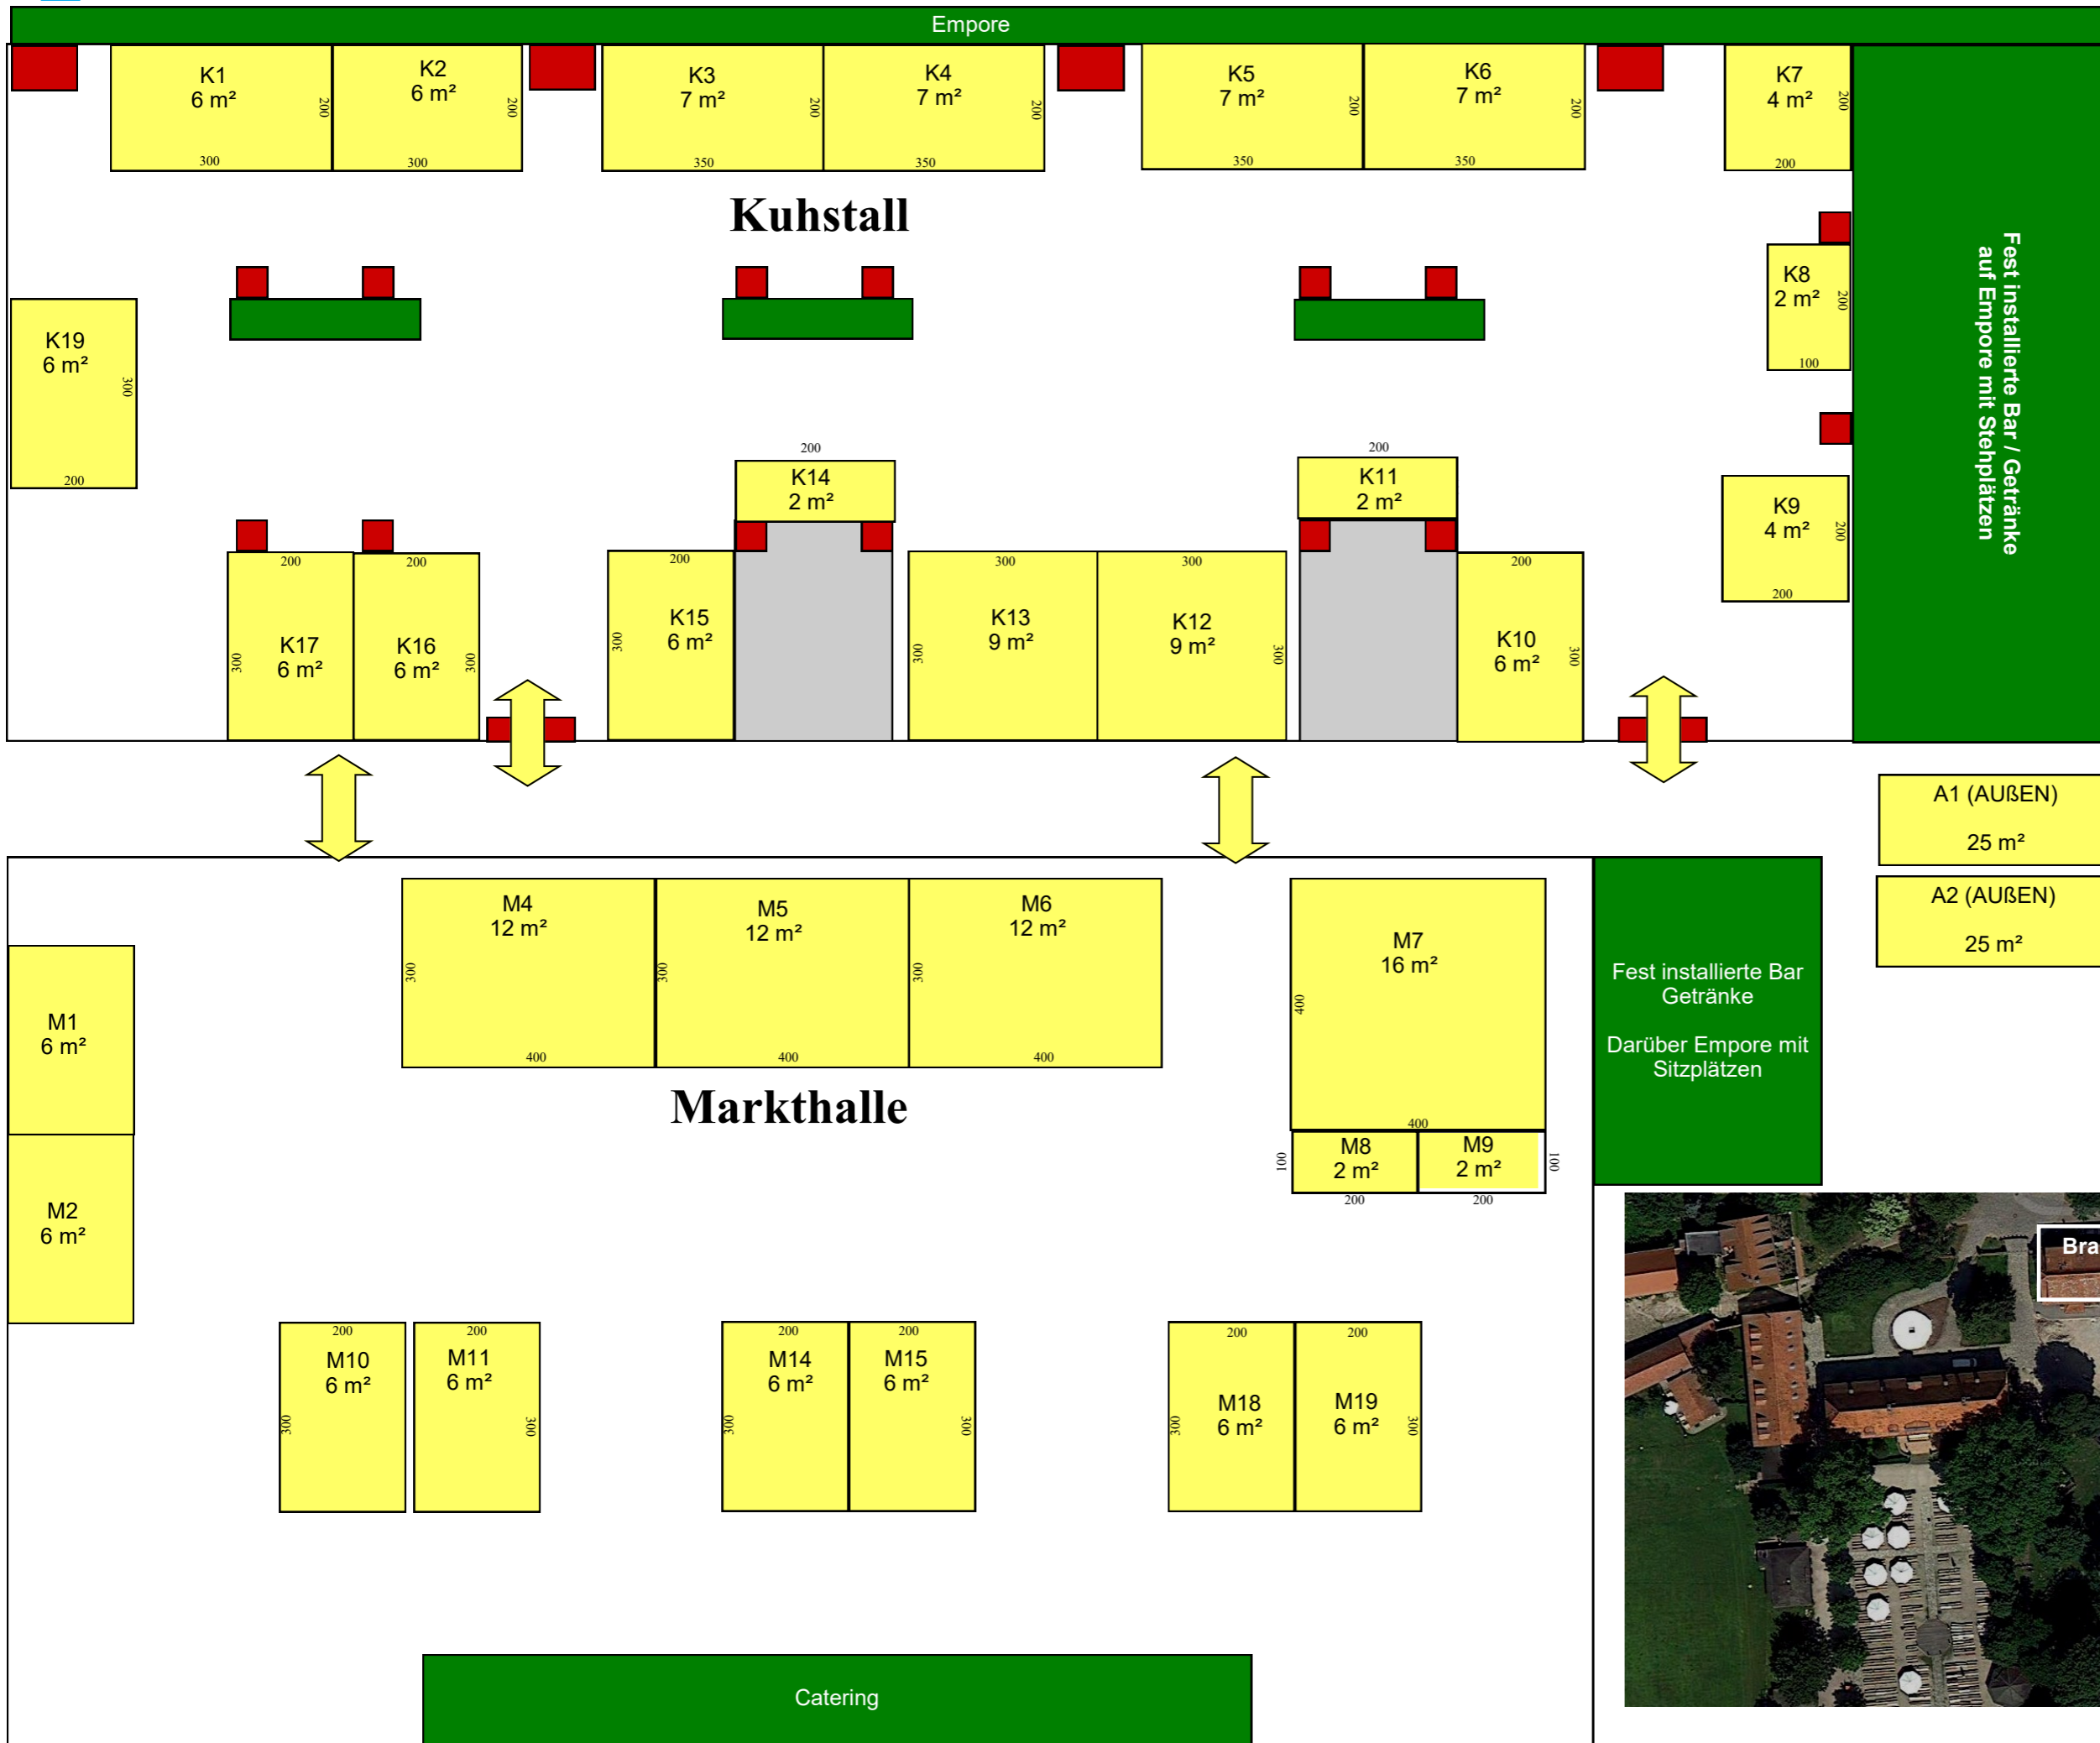 Empore
K1
6 m²
200
300
K2
6 m²
200
300
K3
7 m²
200
350
K4
7 m²
200
350
K5
7 m²
200
350
K6
7 m²
200
350
K7
4 m²
200
200
Kuhstall
Fest installierte Bar / Getränke
auf Empore mit Stehplätzen
K8
2 m²
200
100
K19
6 m²
300
200
200
K14
2 m²
200
K11
2 m²
K9
4 m²
200
200
200
K17
6 m²
300
200
K16
6 m²
300
200
K15
6 m²
300
300
K13
9 m²
300
300
K12
9 m²
300
200
K10
6 m²
300
A1 (AUßEN)
25 m²
A2 (AUßEN)
25 m²
M4
12 m²
300
400
M5
12 m²
300
400
M6
12 m²
300
400
M7
16 m²
400
400
Fest installierte Bar
Getränke
Darüber Empore mit
Sitzplätzen
M1
6 m²
Markthalle
M8
2 m²
100
200
M9
2 m²
100
200
M2
6 m²
Bra
200
M10
6 m²
300
200
M11
6 m²
300
200
M14
6 m²
300
200
M15
6 m²
300
200
M18
6 m²
300
200
M19
6 m²
300
Catering